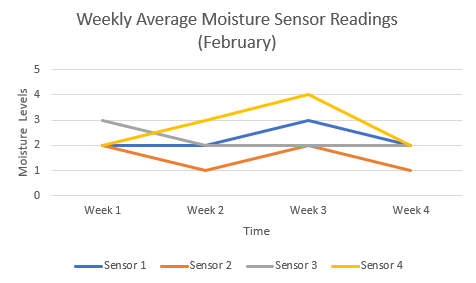 Weekly Average Moisture Sensor Readings
(February)
Moisture Levels
5
4
3
2
1
0
Week 1 Week 2 Week 3 Week 4
Time
Sensor 1 Sensor 2 Sensor 3 Sensor 4